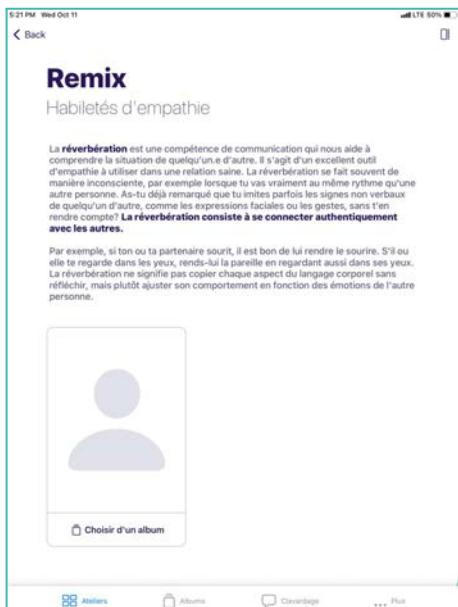 5:21 PM Wed Oct 11
LTE 50%
Back
Remix
Habiletés d'empathie
La réverbération est une compétence de communication qui nous aide à
comprendre la situation de quelqu'un.e d'autre. Il s'agit d'un excellent outil
d'empathie à utiliser dans une relation saine. La réverbération se fait souvent de
manière inconsciente, par exemple lorsque tu vas vraiment au même rythme qu'une
autre personne. As-tu déjà remarqué que tu imites parfois les signes non verbaux
de quelqu'un d'autre, comme les expressions faciales ou les gestes, sans t'en
rendre compte? La réverbération consiste à se connecter authentiquement
avec les autres.
Par exemple, si ton ou ta partenaire sourit, il est bon de lui rendre le sourire. S'il ou
elle te regarde dans les yeux, rends-lui la pareille en regardant aussi dans ses yeux.
La réverbération ne signifie pas copier chaque aspect du langage corporel sans
réfléchir, mais plutôt ajuster son comportement en fonction des émotions de l'autre
personne.
Choisir d'un album
Ateliers Albums Clavardage Plus